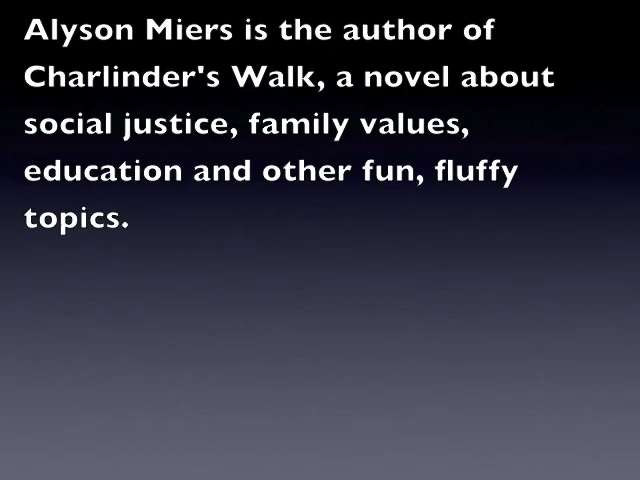 Alyson Miers is the author of
Charlinder's Walk, a novel about
social justice, family values,
education and other fun, fluffy
topics.